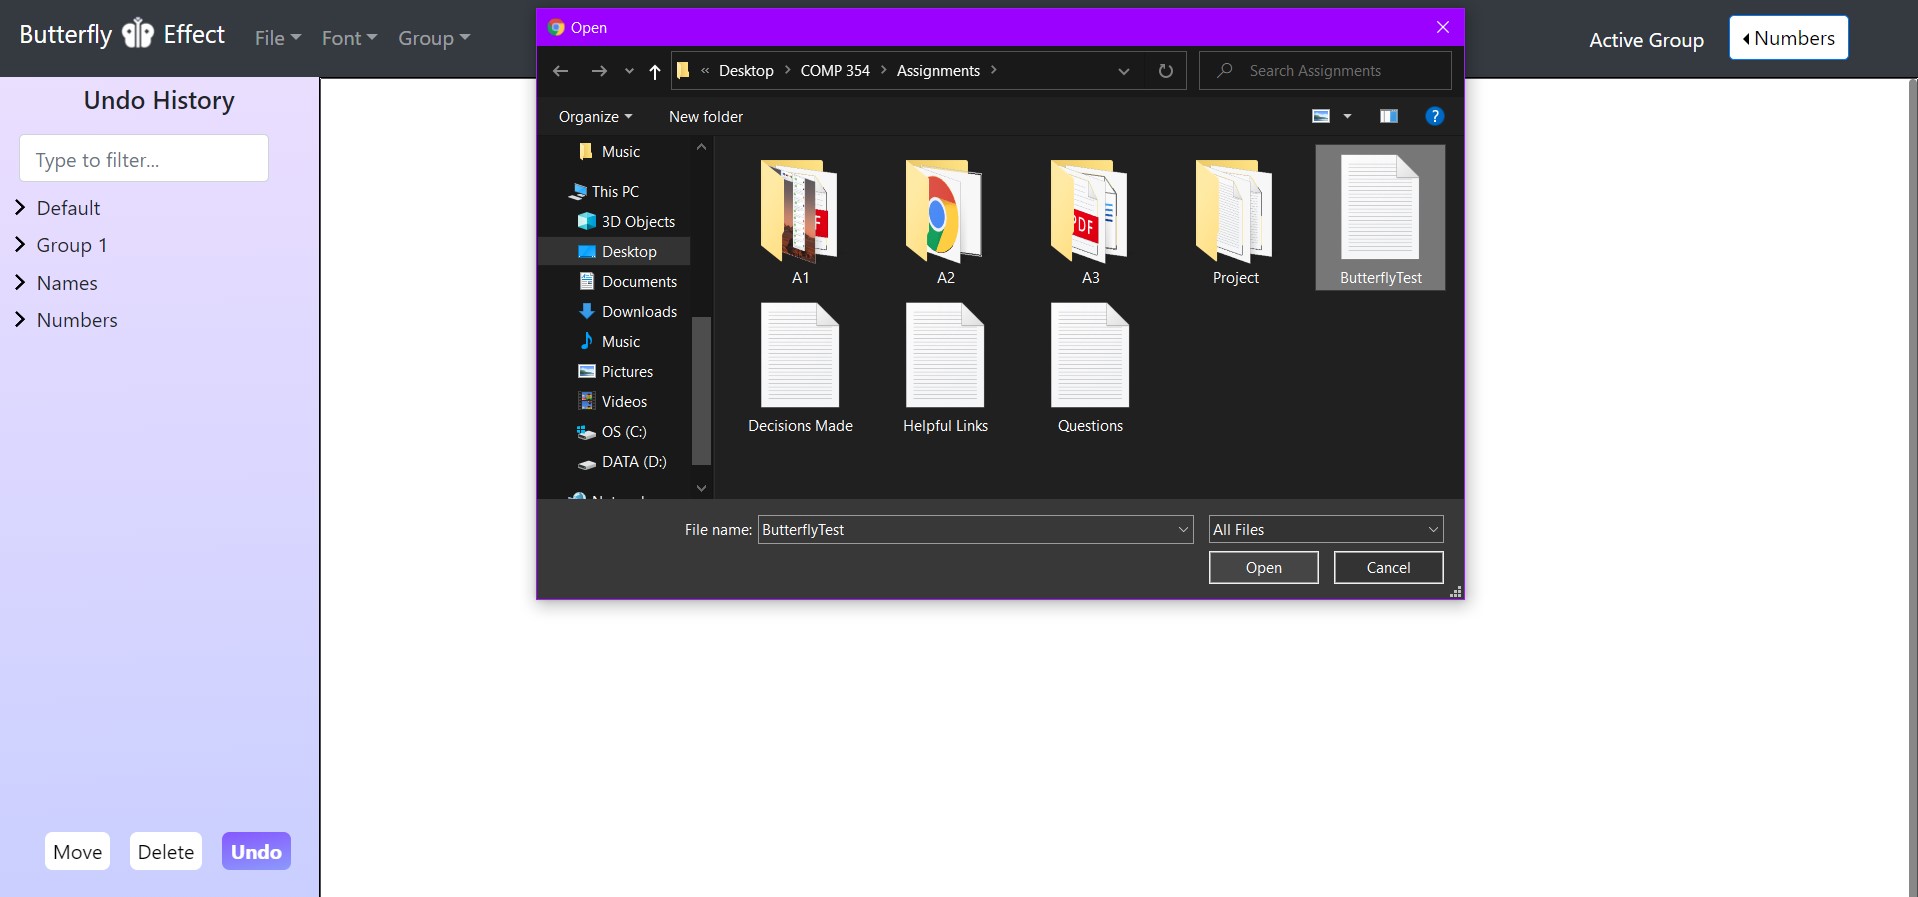 Butterfly Effect
File
Font
Group
Active Group
Numbers
Undo History
Type to filter...
Default
Group 1
Names
Numbers
Move
Delete
Undo
Open
« Desktop > COMP 354 > Assignments >
Search Assignments
Organize
New folder
?
Music
This PC
3D Objects
Desktop
Documents
Downloads
Music
Pictures
Videos
OS (C:)
DATA (D:)
A1
A2
PDF
A3
Project
ButterflyTest
Decisions Made
Helpful Links
Questions
File name: ButterflyTest
All Files
Open
Cancel